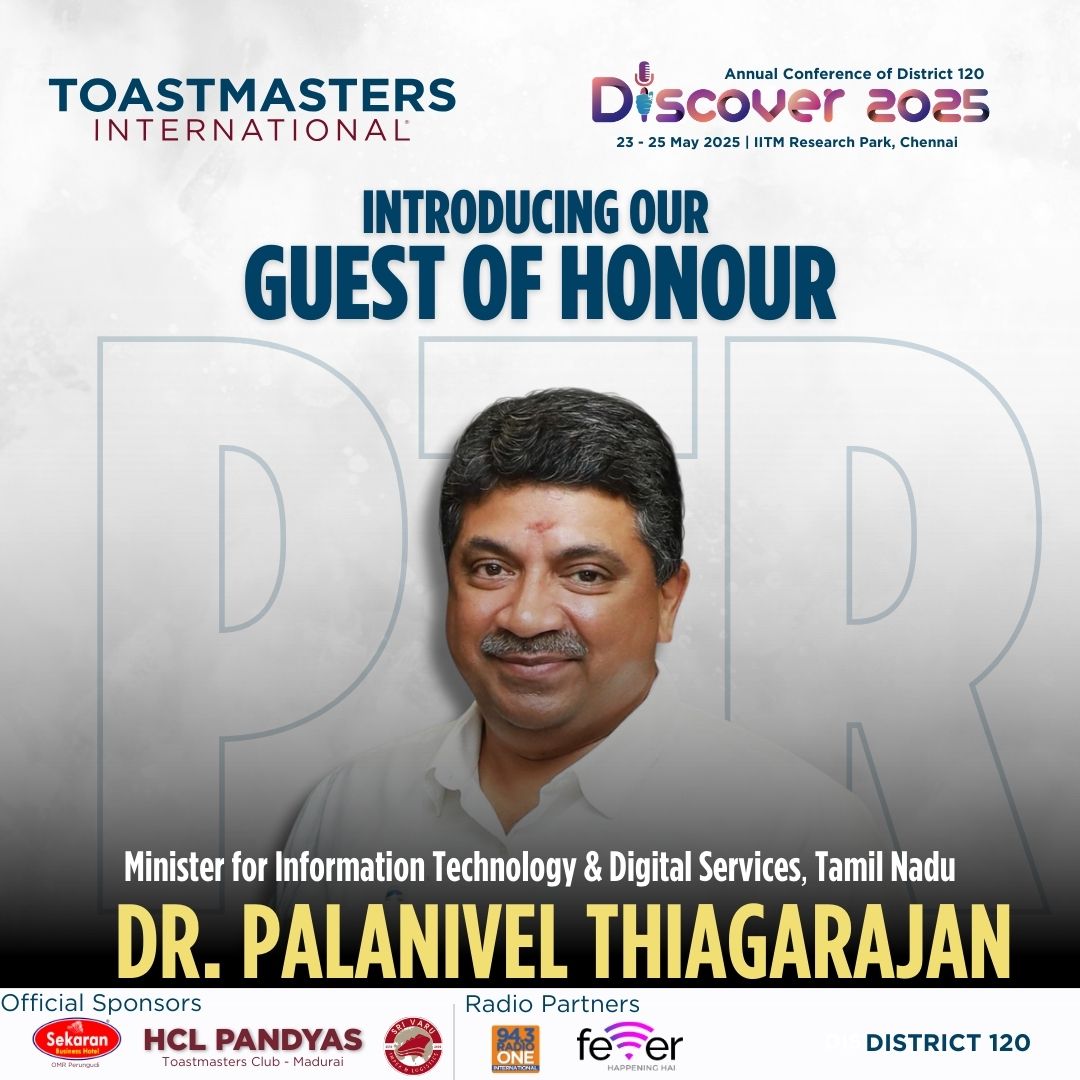 TOASTMASTERS
INTERNATIONAL
Annual Conference of District 120
Discover 2025
23 - 25 May 2025 | IITM Research Park, Chennai
INTRODUCING OUR
GUEST OF HONOUR
PTR
Minister for Information Technology & Digital Services, Tamil Nadu
DR. PALANIVEL THIAGARAJAN
Official Sponsors
Radio Partners
Sekaran
Business Hotel
OMR Perungudi
HCL PANDYAS
Toastmasters Club - Madurai
SRI VARU
94.3
RADIO
ONE
INTERNATIONAL
fever
HAPPENING HAI
DISTRICT 120